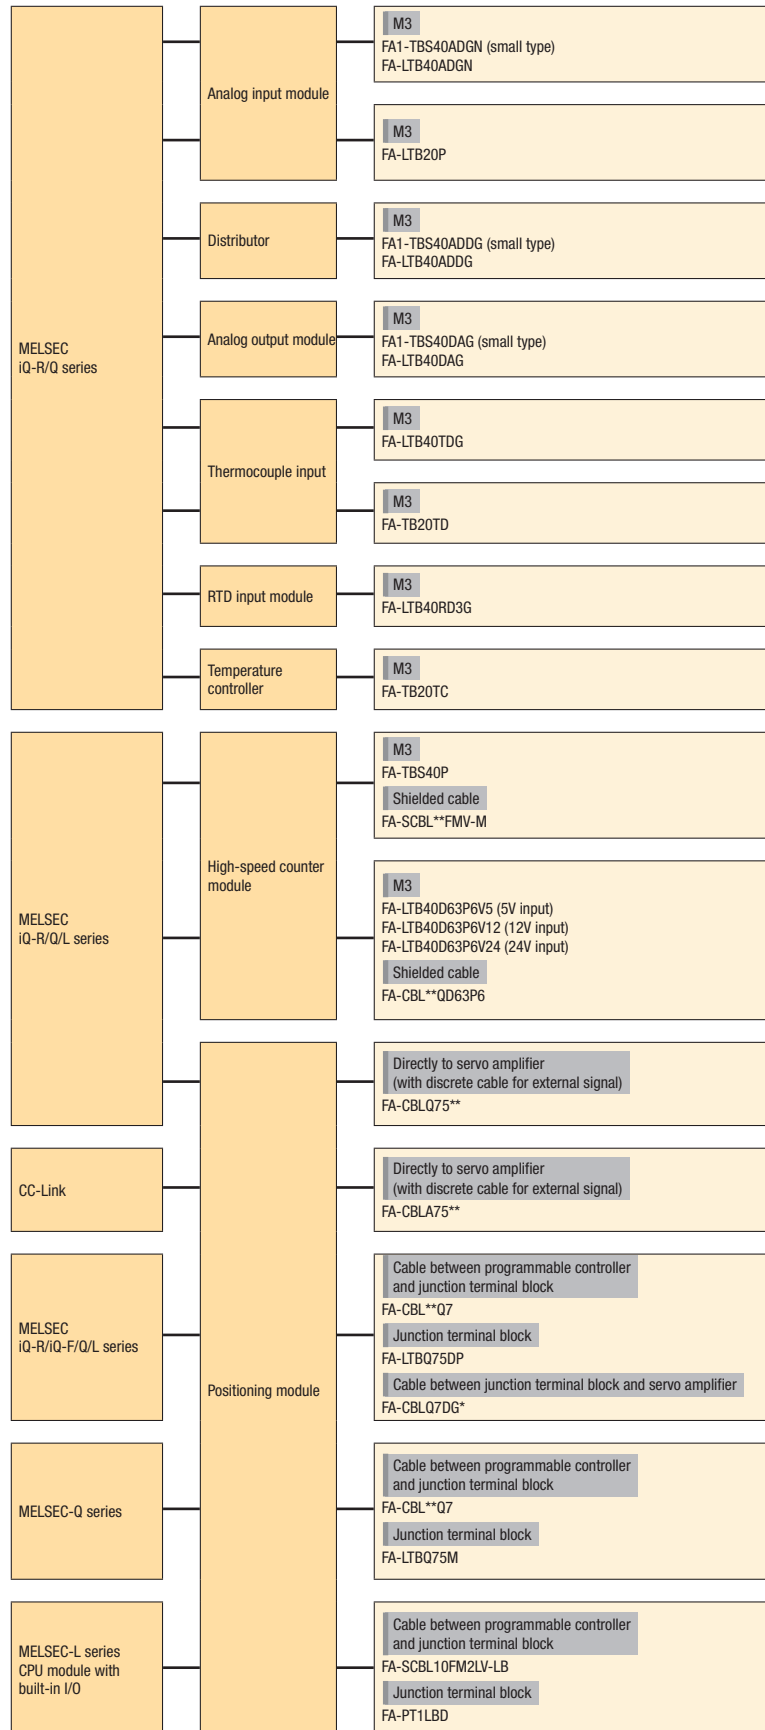 MELSEC
iQ-R/Q series
Analog input module
M3
FA1-TBS40ADGN (small type)
FA-LTB40ADGN
M3
FA-LTB20P
Distributor
M3
FA1-TBS40ADDG (small type)
FA-LTB40ADDG
Analog output module
M3
FA1-TBS40DAG (small type)
FA-LTB40DAG
Thermocouple input
M3
FA-LTB40TDG
M3
FA-TB20TD
RTD input module
M3
FA-LTB40RD3G
Temperature
controller
M3
FA-TB20TC
MELSEC
iQ-R/Q/L series
High-speed counter
module
M3
FA-TBS40P
Shielded cable
FA-SCBL**FMV-M
M3
FA-LTB40D63P6V5 (5V input)
FA-LTB40D63P6V12 (12V input)
FA-LTB40D63P6V24 (24V input)
Shielded cable
FA-CBL**QD63P6
Positioning module
Directly to servo amplifier
(with discrete cable for external signal)
FA-CBLQ75**
CC-Link
Directly to servo amplifier
(with discrete cable for external signal)
FA-CBLA75**
MELSEC
iQ-R/iQ-F/Q/L series
Cable between programmable controller
and junction terminal block
FA-CBL**Q7
Junction terminal block
FA-LTBQ75DP
Cable between junction terminal block and servo amplifier
FA-CBLQ7DG*
MELSEC-Q series
Cable between programmable controller
and junction terminal block
FA-CBL**Q7
Junction terminal block
FA-LTBQ75M
MELSEC-L series
CPU module with
built-in I/O
Cable between programmable controller
and junction terminal block
FA-SCBL10FM2LV-LB
Junction terminal block
FA-PT1LBD